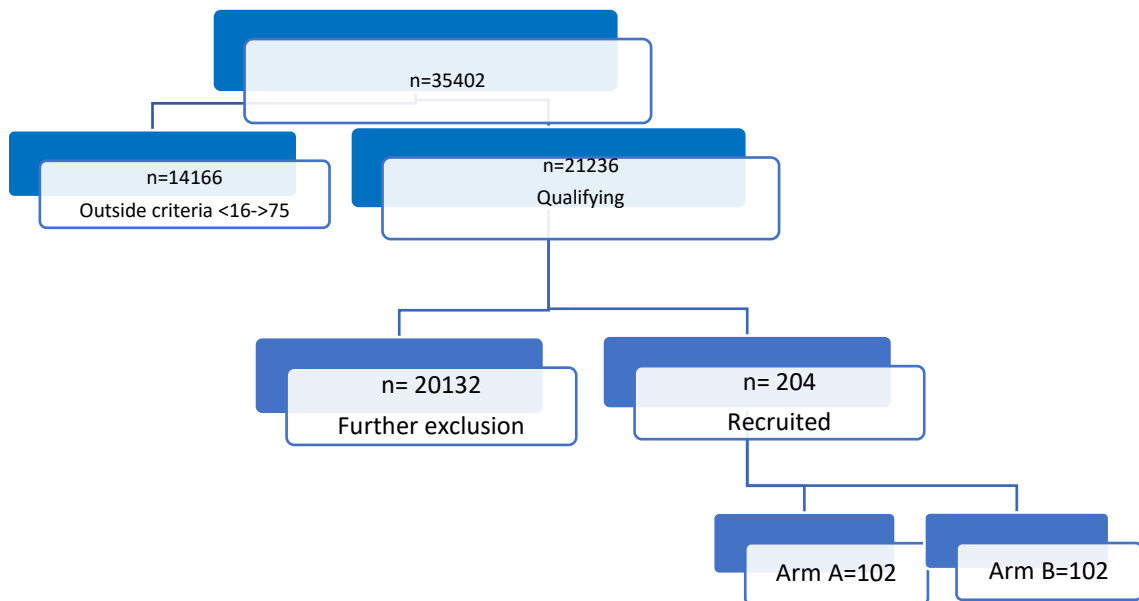 n=35402
n=14166
Outside criteria <16->75
n=21236
Qualifying
n= 20132
Further exclusion
n= 204
Recruited
Arm A=102
Arm B=102